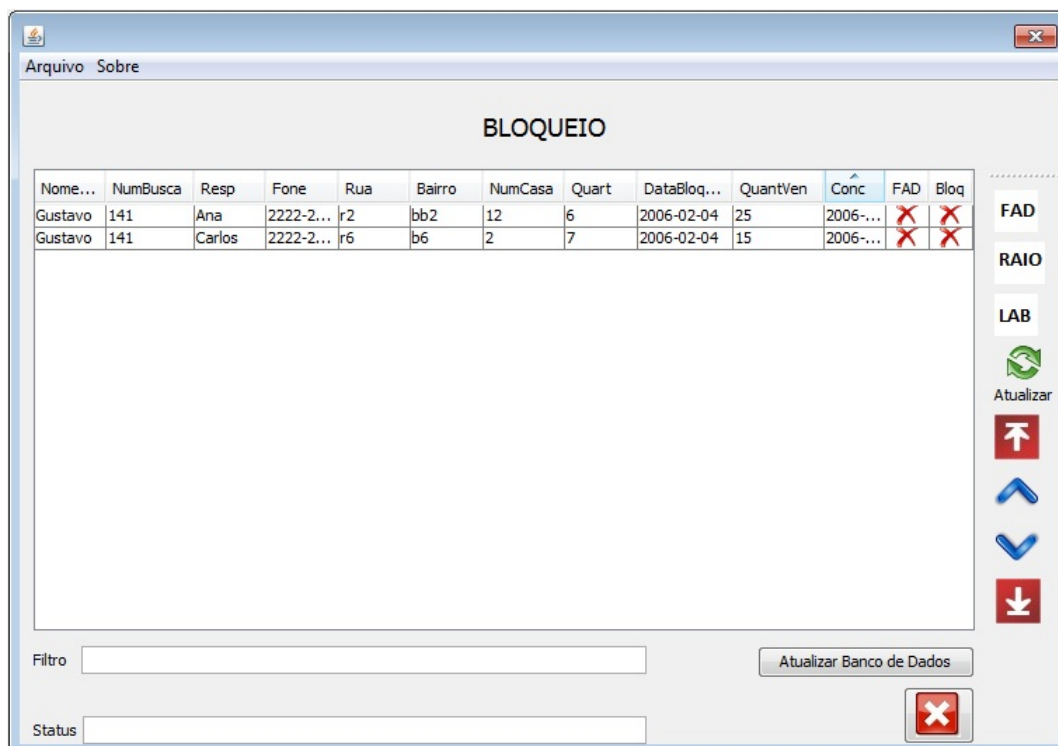 Arquivo Sobre
BLOQUEIO
Nome... NumBusca Resp Fone Rua Bairro NumCasa Quart DataBloq... QuantVen Conc FAD Bloq
Gustavo 141 Ana 2222-2... r2 bb2 12 6 2006-02-04 25 2006-...
Gustavo 141 Carlos 2222-2... r6 b6 2 7 2006-02-04 15 2006-...
FAD
RAIO
LAB
Atualizar
Filtro
Atualizar Banco de Dados
Status